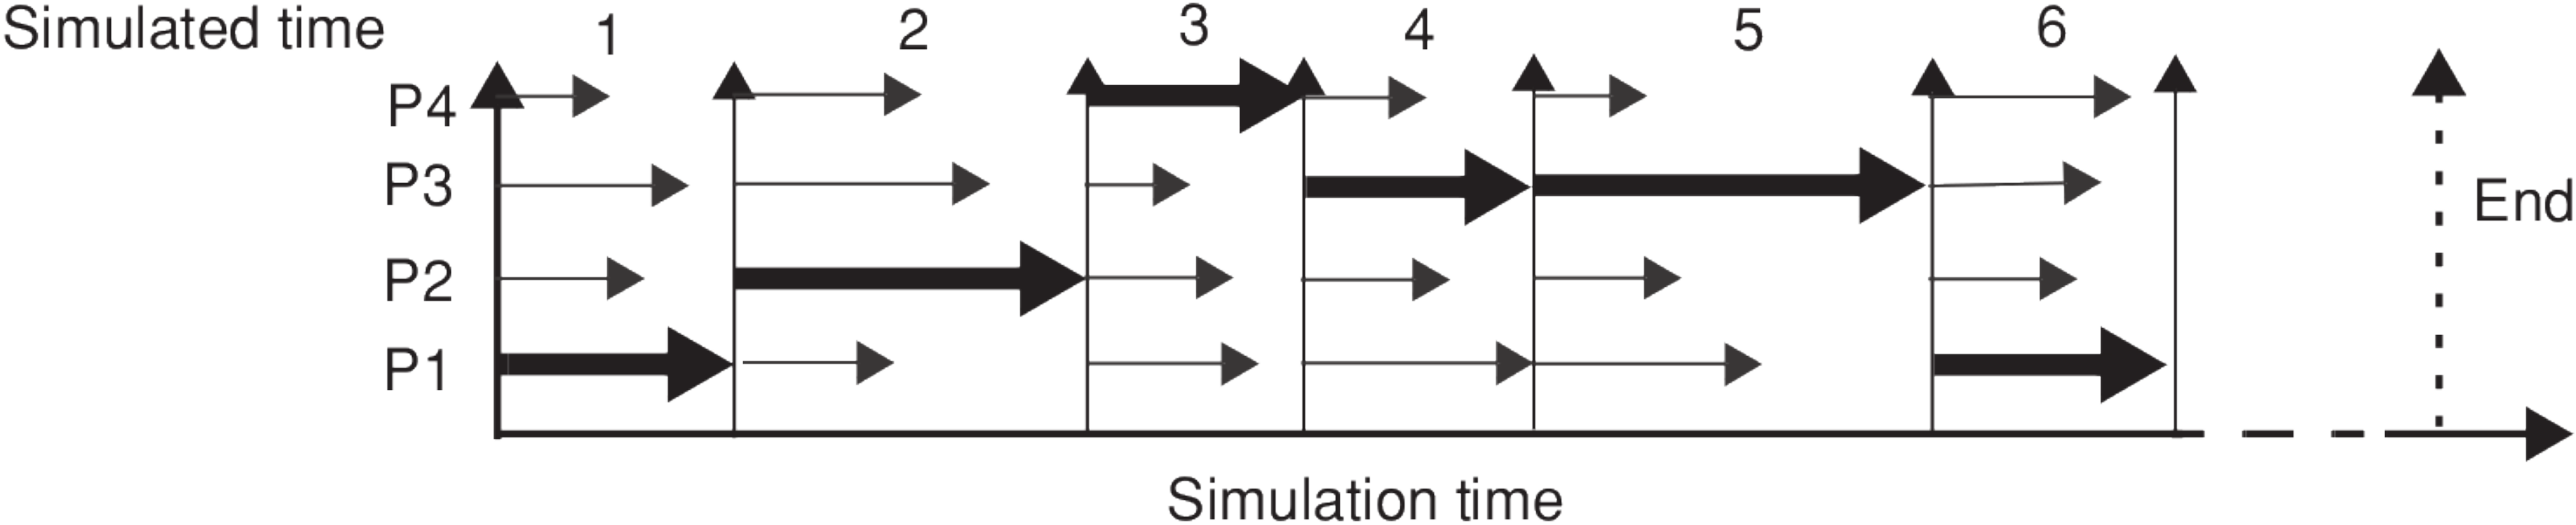 Simulated time 1 2 3 4 5 6
P4
P3
End
P2
P1
Simulation time